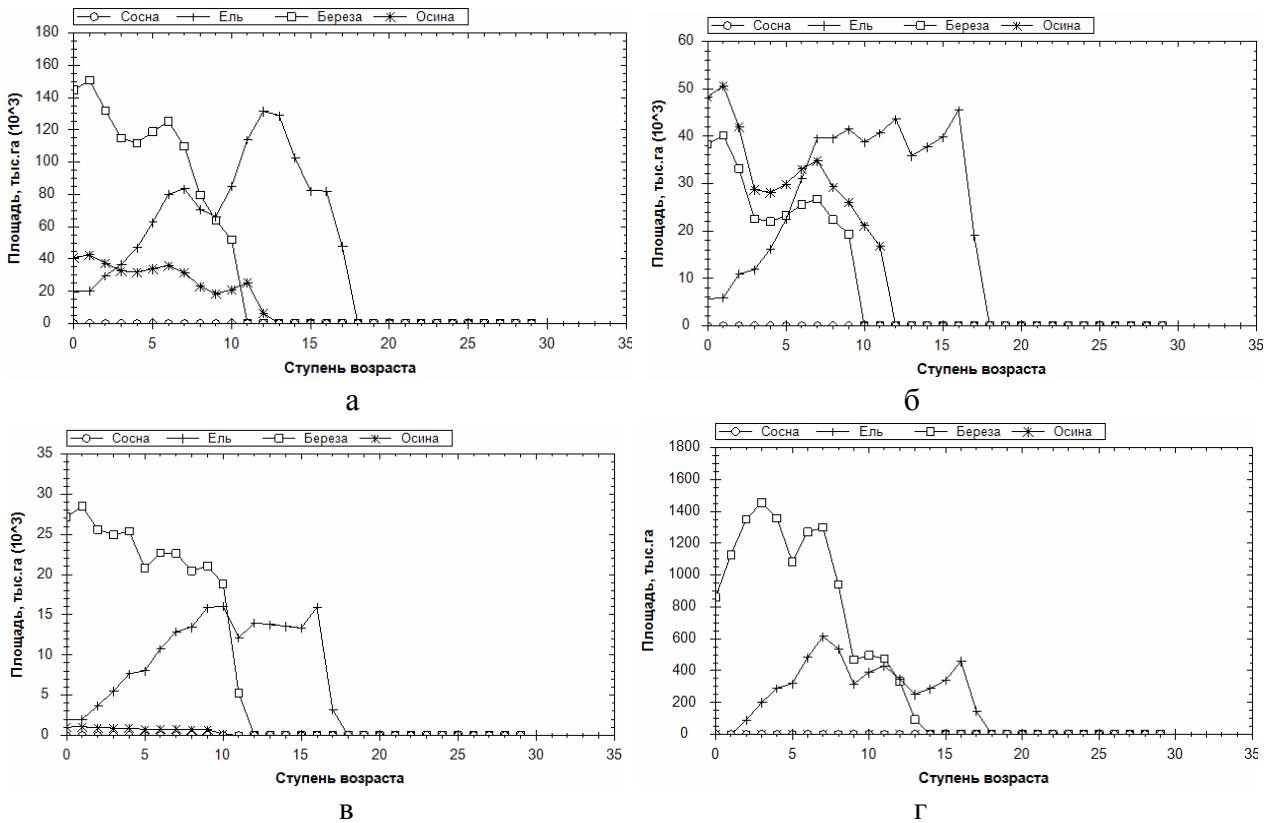 Сосна Ель Береза Осина
Площадь, тыс.га (10^3)
180
160
140
120
100
80
60
40
20
0
0 5 10 15 20 25 30 35
Ступень возраста
а
Сосна Ель Береза Осина
Площадь, тыс.га (10^3)
60
50
40
30
20
10
0
0 5 10 15 20 25 30 35
Ступень возраста
б
Сосна Ель Береза Осина
Площадь, тыс.га (10^3)
35
30
25
20
15
10
5
0
0 5 10 15 20 25 30 35
Ступень возраста
в
Сосна Ель Береза Осина
Площадь, тыс.га
1800
1600
1400
1200
1000
800
600
400
200
0
0 5 10 15 20 25 30 35
Ступень возраста
г